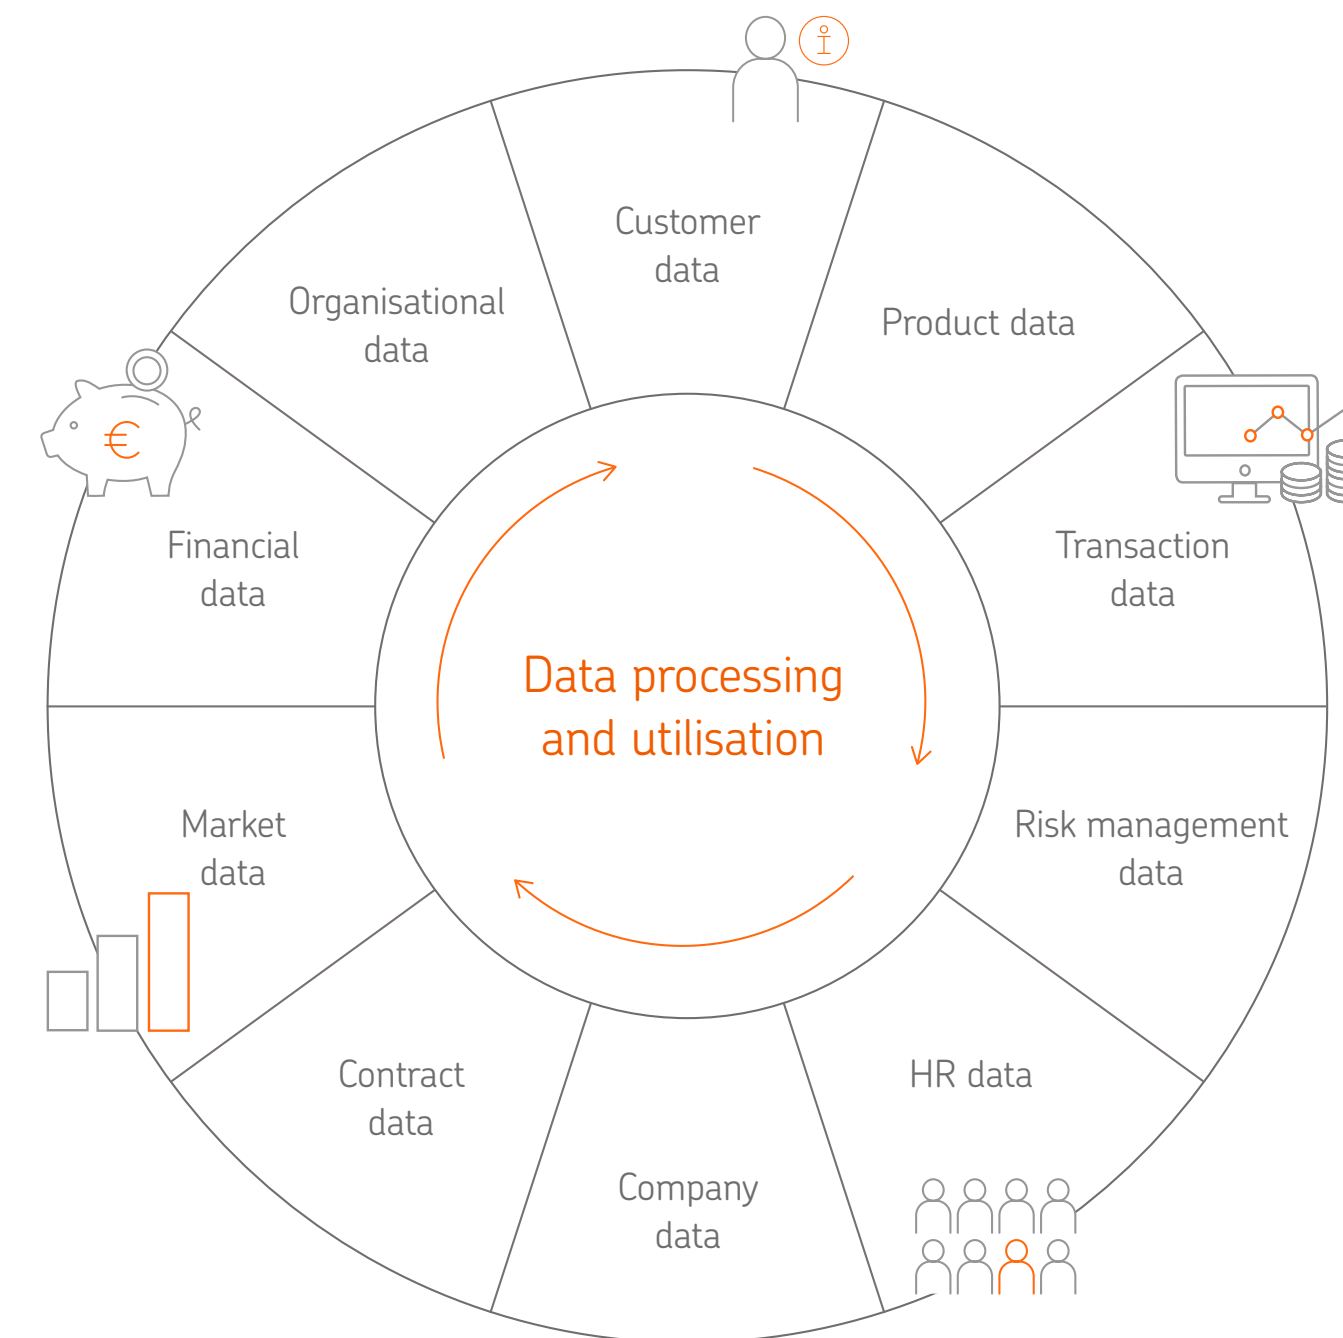 Customer
data
Product data
Transaction
data
Risk management
data
HR data
Company
data
Contract
data
Market
data
Financial
data
€
Organisational
data
Data processing
and utilisation